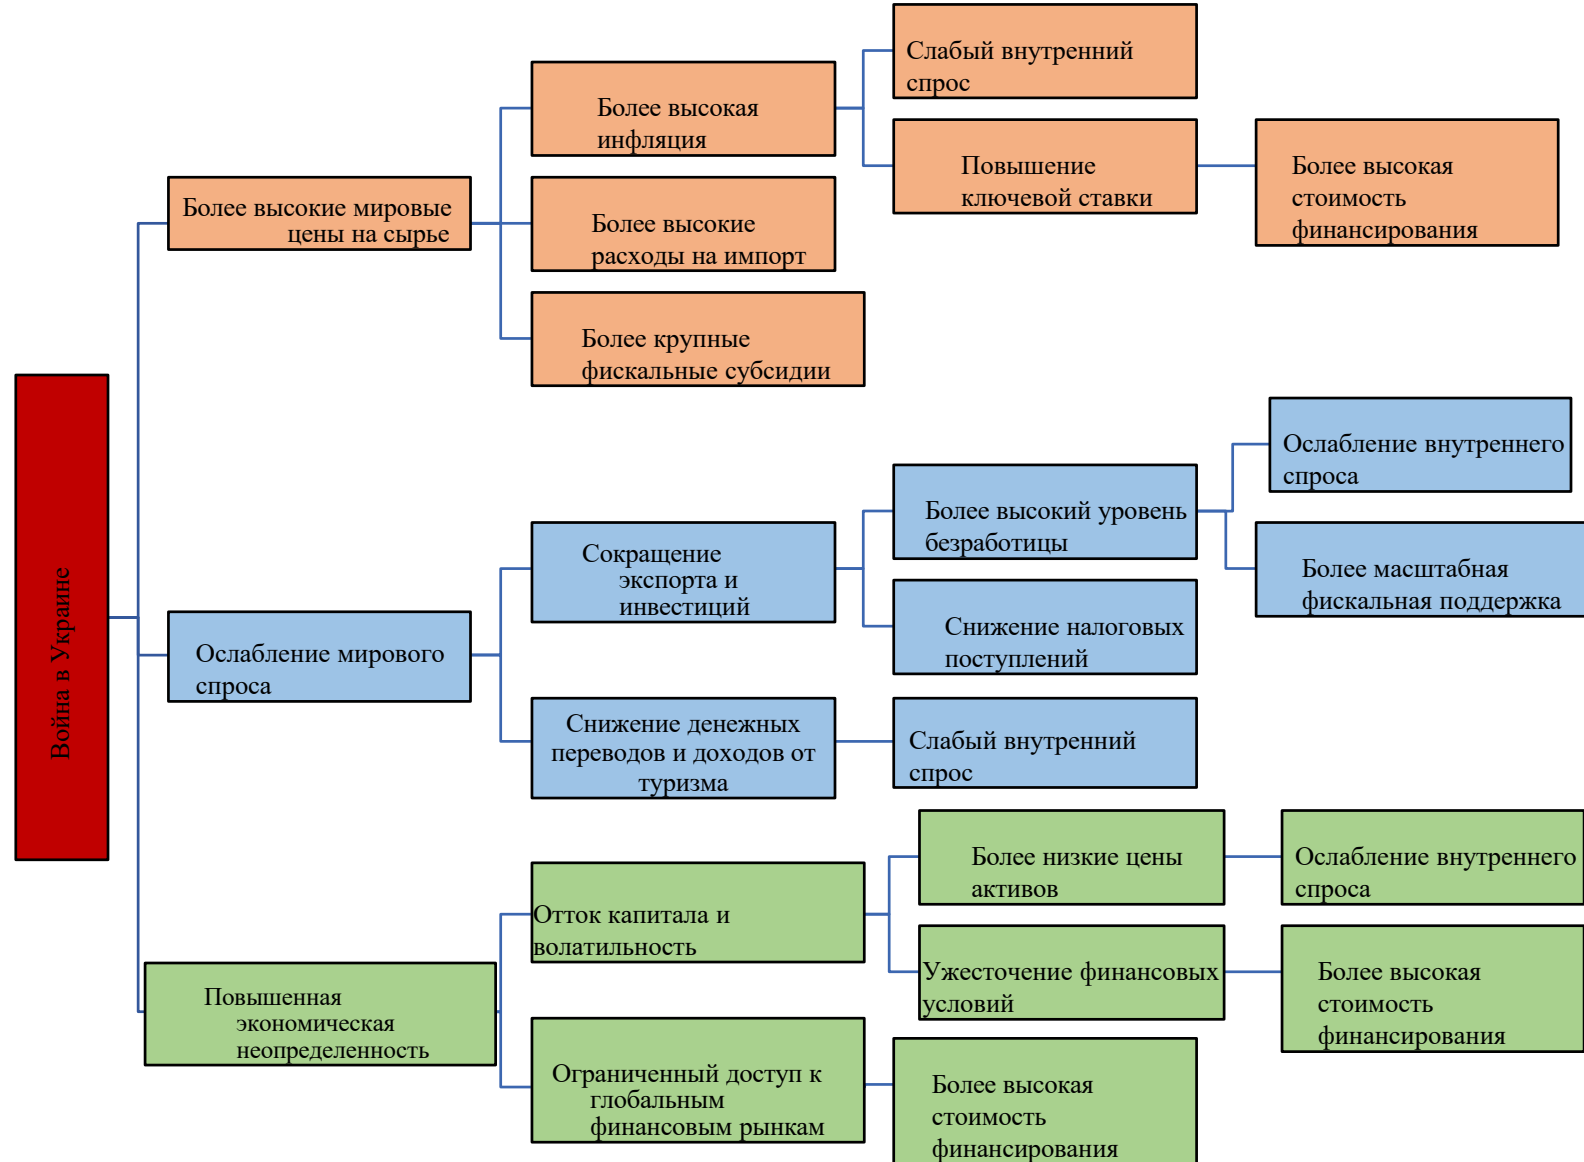 Война в Украине
Более высокие мировые
цены на сырье
Более высокая
инфляция
Слабый внутренний
спрос
Повышение
ключевой ставки
Более высокая
стоимость
финансирования
Более высокие
расходы на импорт
Более крупные
фискальные субсидии
Ослабление мирового
спроса
Сокращение
экспорта и
инвестиций
Более высокий уровень
безработицы
Ослабление внутреннего
спроса
Более масштабная
фискальная поддержка
Снижение налоговых
поступлений
Снижение денежных
переводов и доходов от
туризма
Слабый внутренний
спрос
Повышенная
экономическая
неопределенность
Отток капитала и
волатильность
Более низкие цены
активов
Ослабление внутреннего
спроса
Ужесточение финансовых
условий
Более высокая
стоимость
финансирования
Ограниченный доступ к
глобальным
финансовым рынкам
Более высокая
стоимость
финансирования